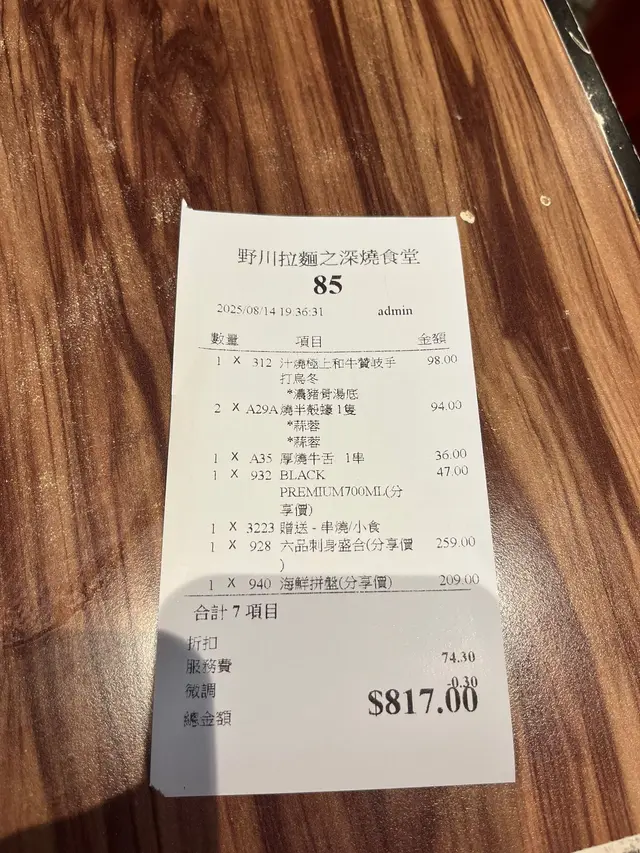 野川拉麵之深燒食堂
85
2025/08/14 19:36:31 admin
數量 項目 金額
1 X 312 汁燒極上和牛贊岐手 98.00
打烏冬
*濃豬骨湯底
2 X A29A 燒半殼蠔 1隻 94.00
*蒜蓉
*蒜蓉
1 X A35 厚燒牛舌 1串 36.00
1 X 932 BLACK 47.00
PREMIUM700ML(分
享價)
1 X 3223 贈送 - 串燒/小食
1 X 928 六品刺身盛合(分享價 259.00
)
1 X 940 海鮮拼盤(分享價) 209.00
合計 7 項目
折扣
服務費 74.30
微調 -0.30
總金額 $817.00